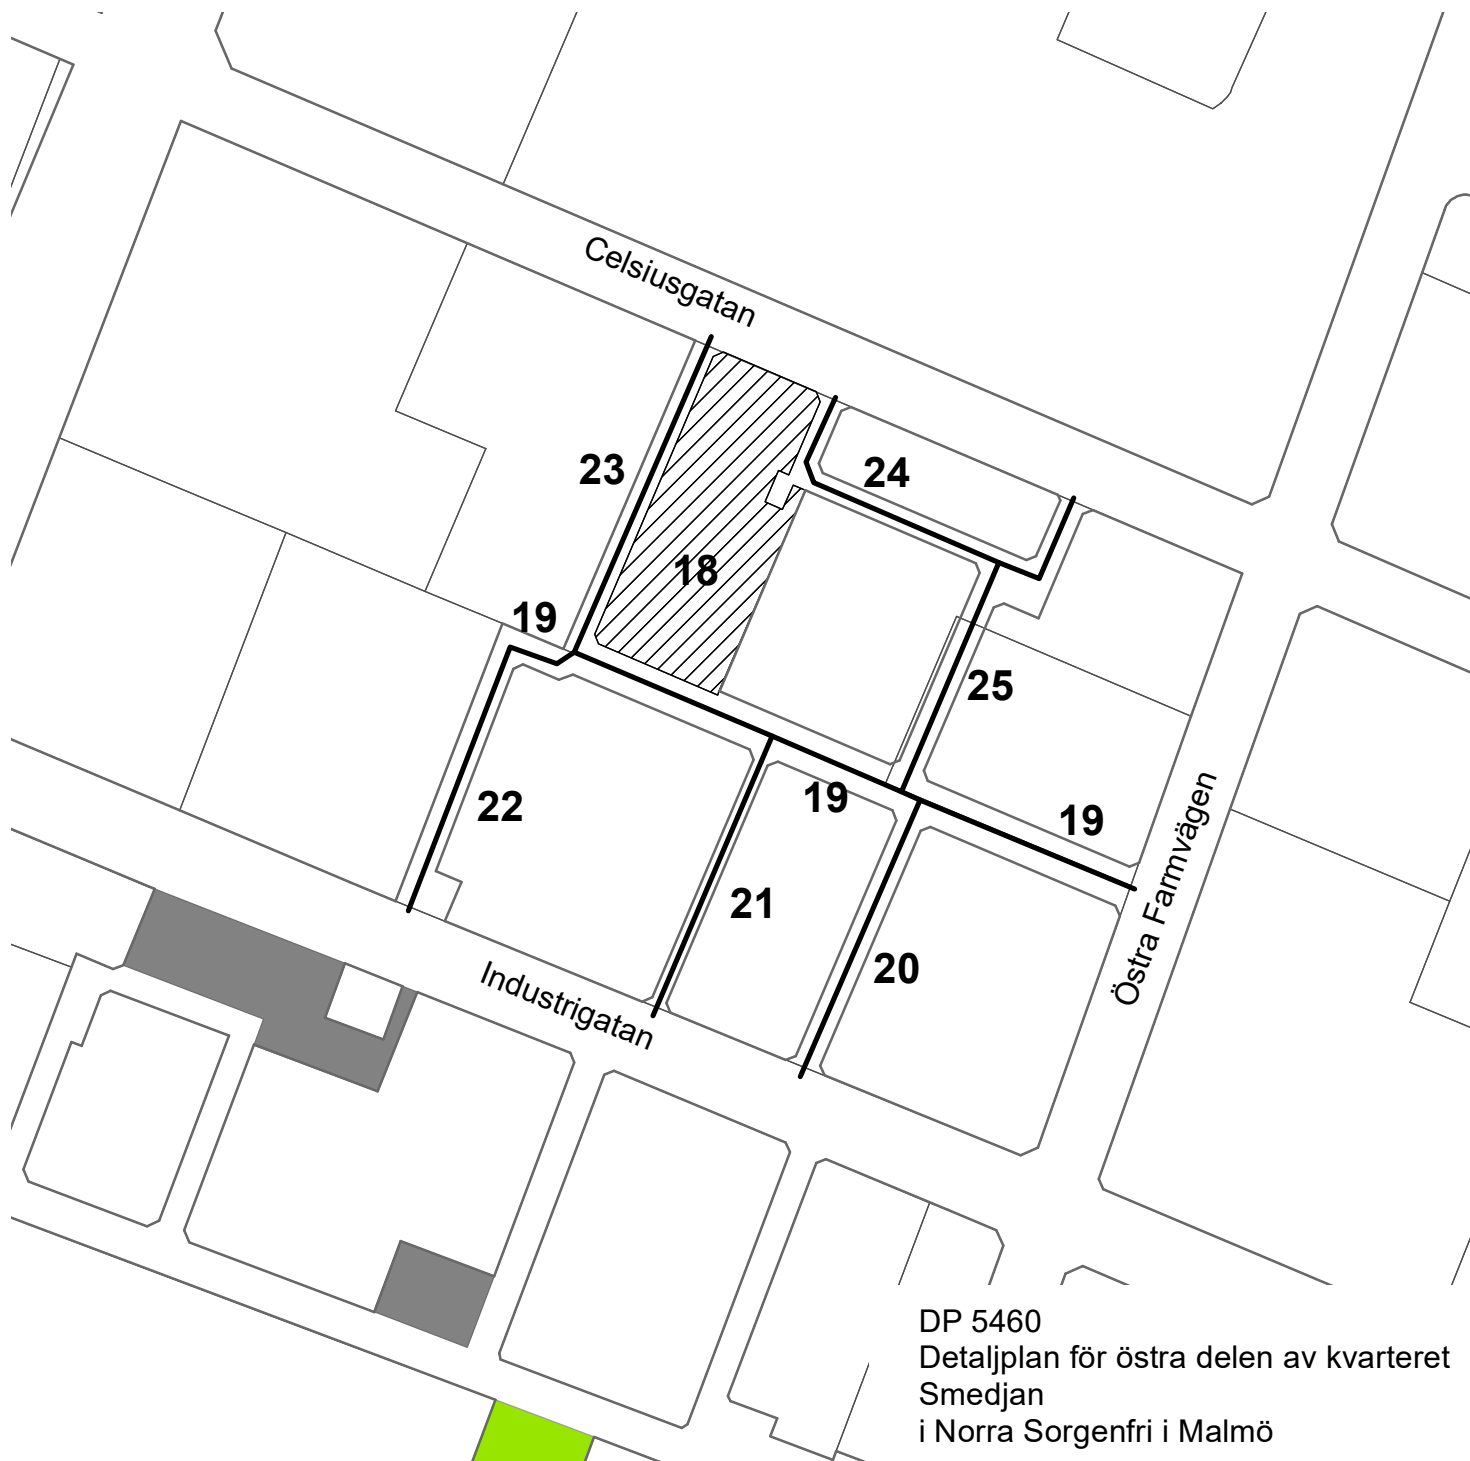 Celsiusgatan
23
24
18
19
25
22
19
19
21
20
Östra Farmvägen
Industrigatan
DP 5460
Detaljplan för östra delen av kvarteret
Smedjan
i Norra Sorgenfri i Malmö